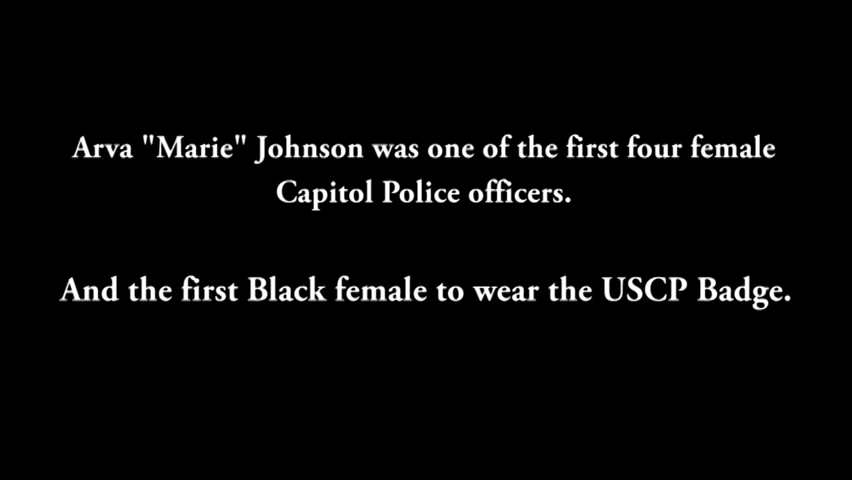 Arva "Marie" Johnson was one of the first four female
Capitol Police officers.
And the first Black female to wear the USCP Badge.